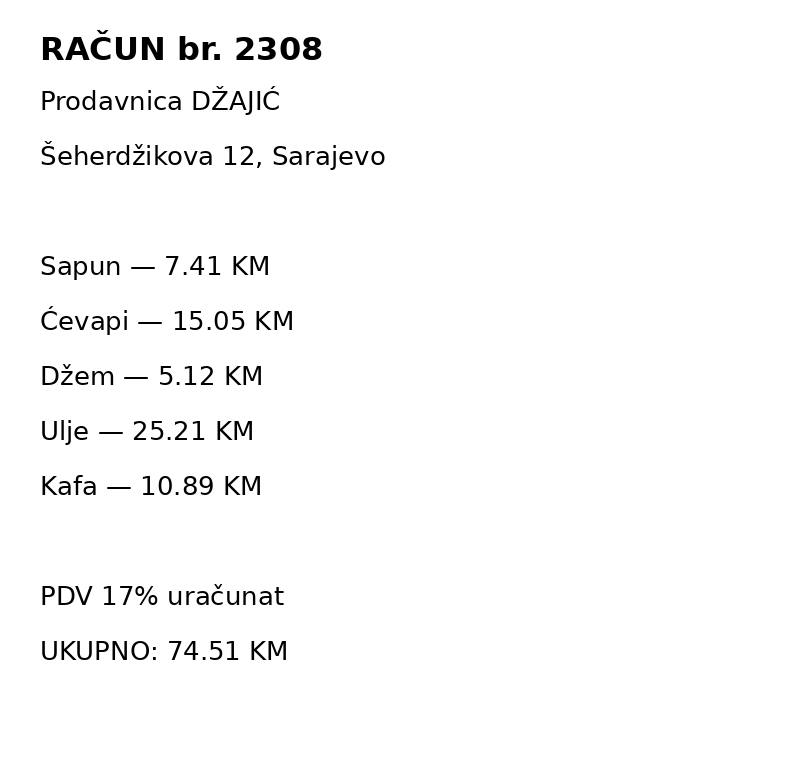 RAČUN br. 2308
Prodavnica DŽAJIĆ
Šeherdžikova 12, Sarajevo
Sapun — 7.41 KM
Ćevapi — 15.05 KM
Džem — 5.12 KM
Ulje — 25.21 KM
Kafa — 10.89 KM
PDV 17% uračunat
UKUPNO: 74.51 KM